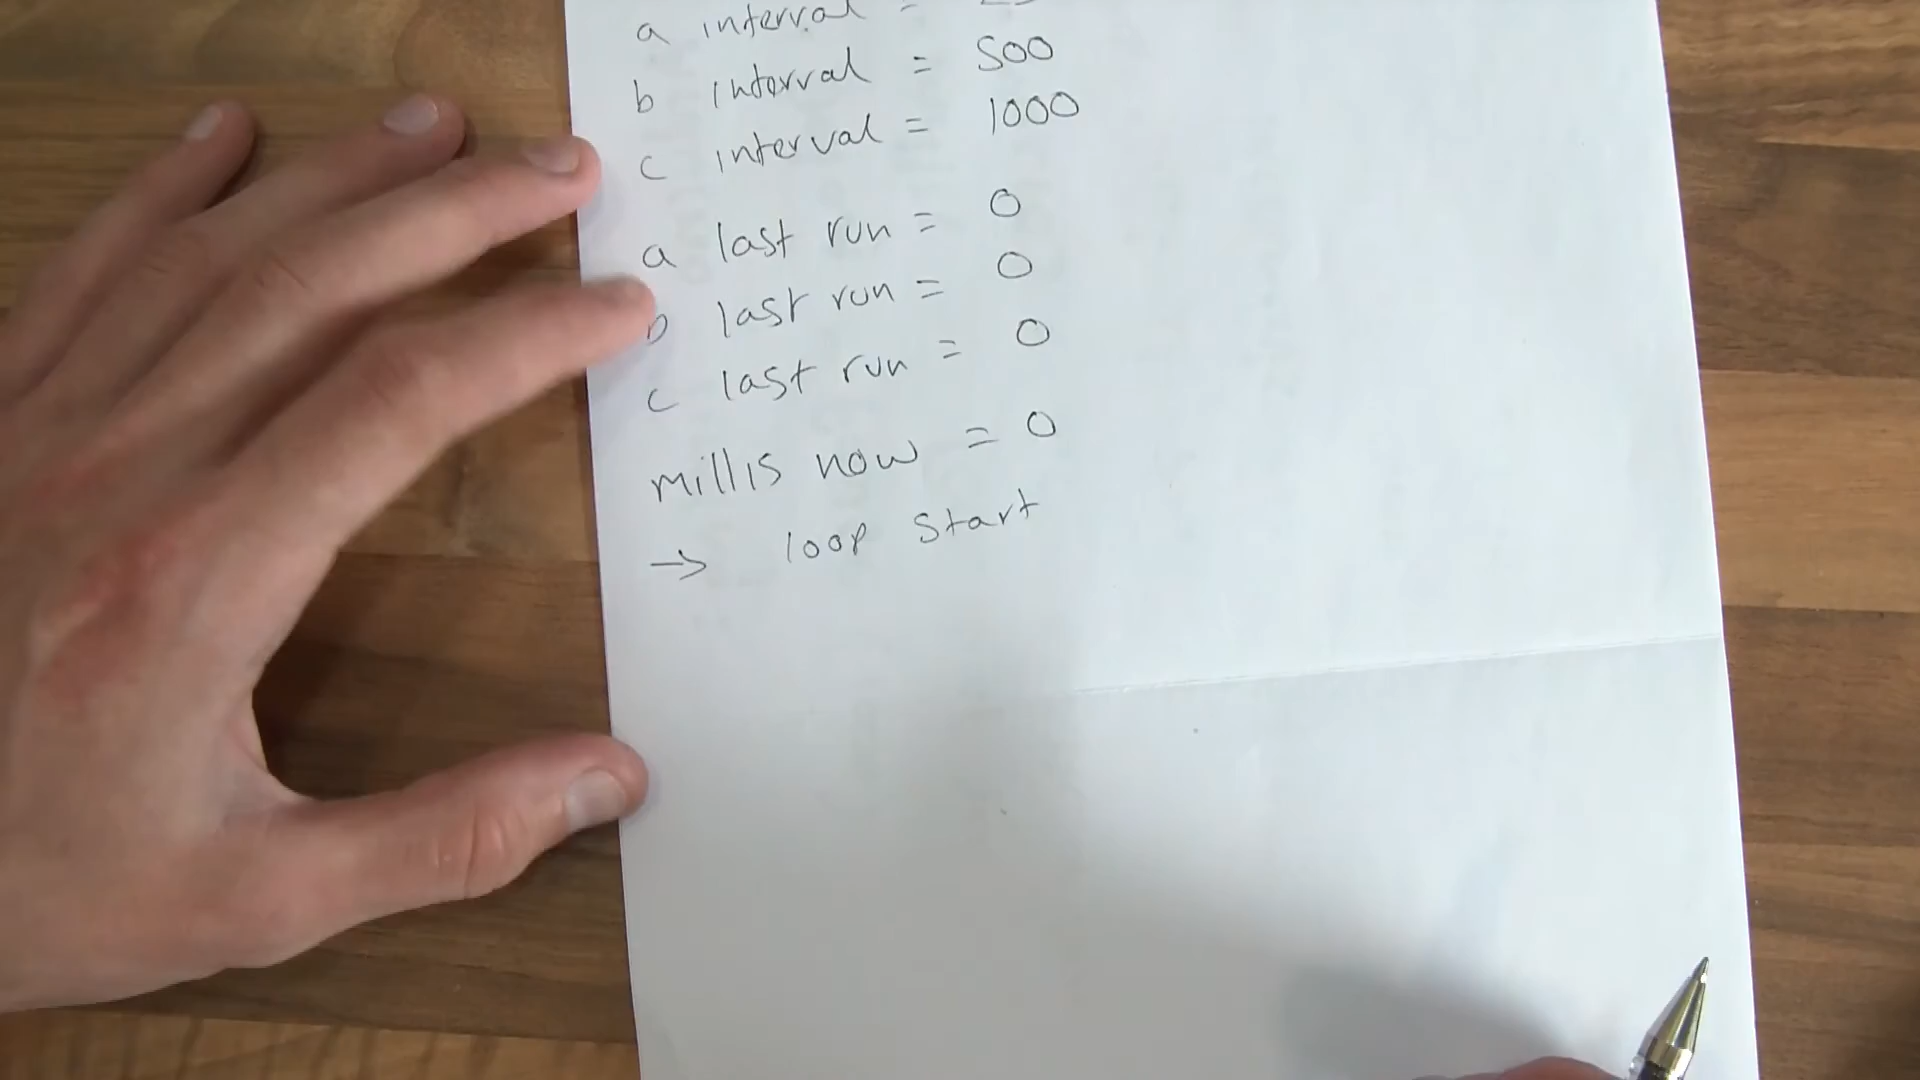 a interval =
b interval = 500
c interval = 1000
a last run = 0
b last run = 0
c last run = 0
millis now = 0
→ loop start